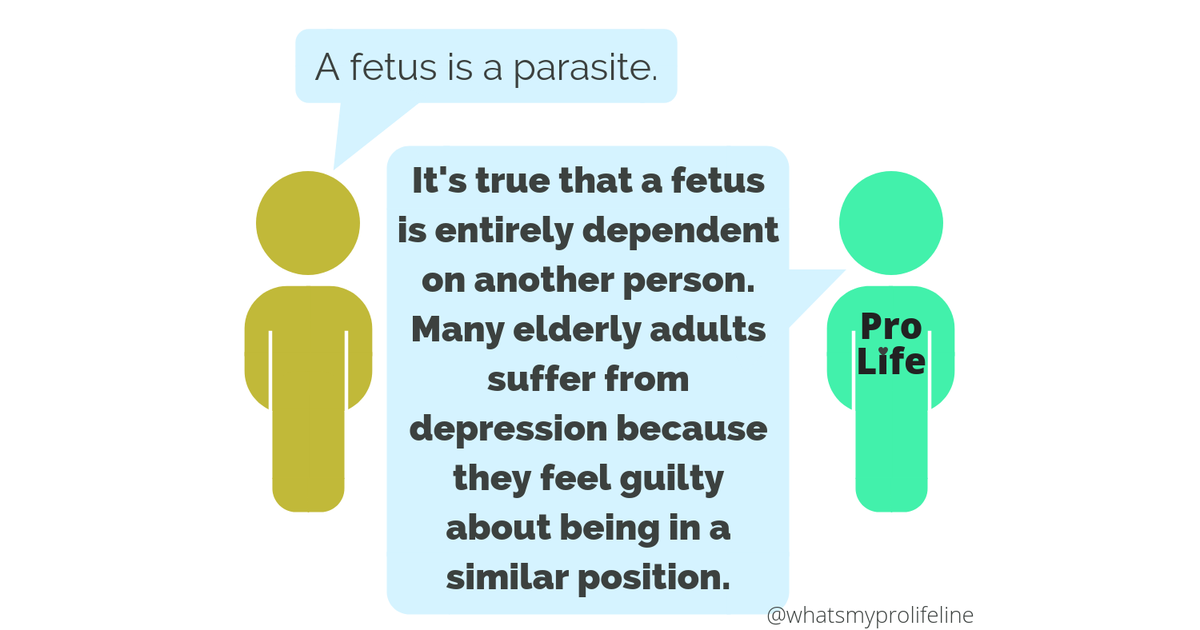 A fetus is a parasite.
It's true that a fetus
is entirely dependent
on another person.
Many elderly adults
suffer from
depression because
they feel guilty
about being in a
similar position.
Pro
Life
@whatsmyprolifeline